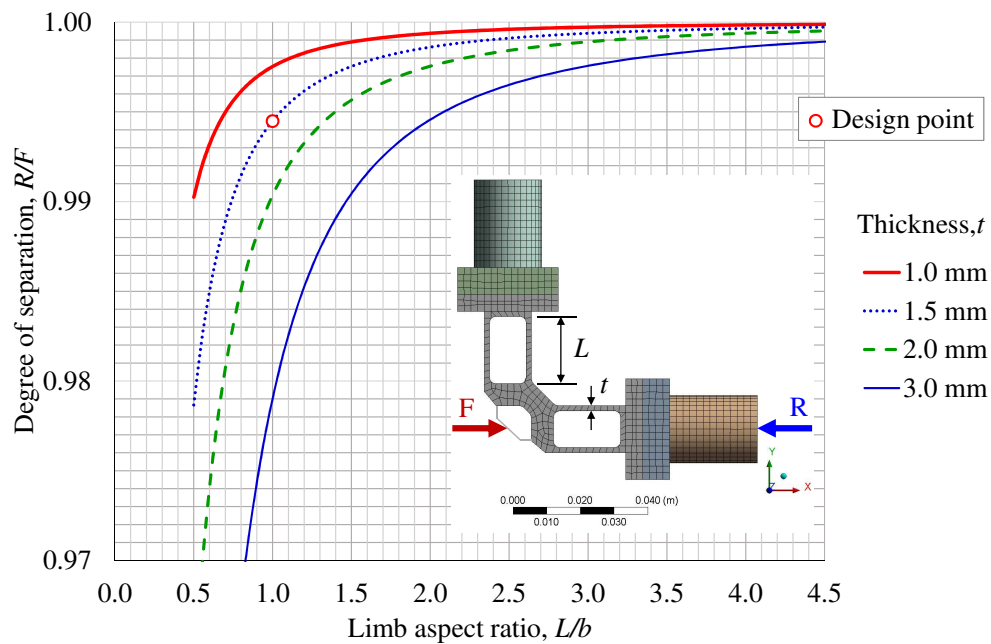 1.00
0.99
0.98
0.97
Degree of separation, R/F
0.0 0.5 1.0 1.5 2.0 2.5 3.0 3.5 4.0 4.5
Limb aspect ratio, L/b
Design point
Thickness,t
1.0 mm
1.5 mm
2.0 mm
3.0 mm
L
t
F
R
Y
Z
X
0.000 0.020 0.040 (m)
0.010 0.030